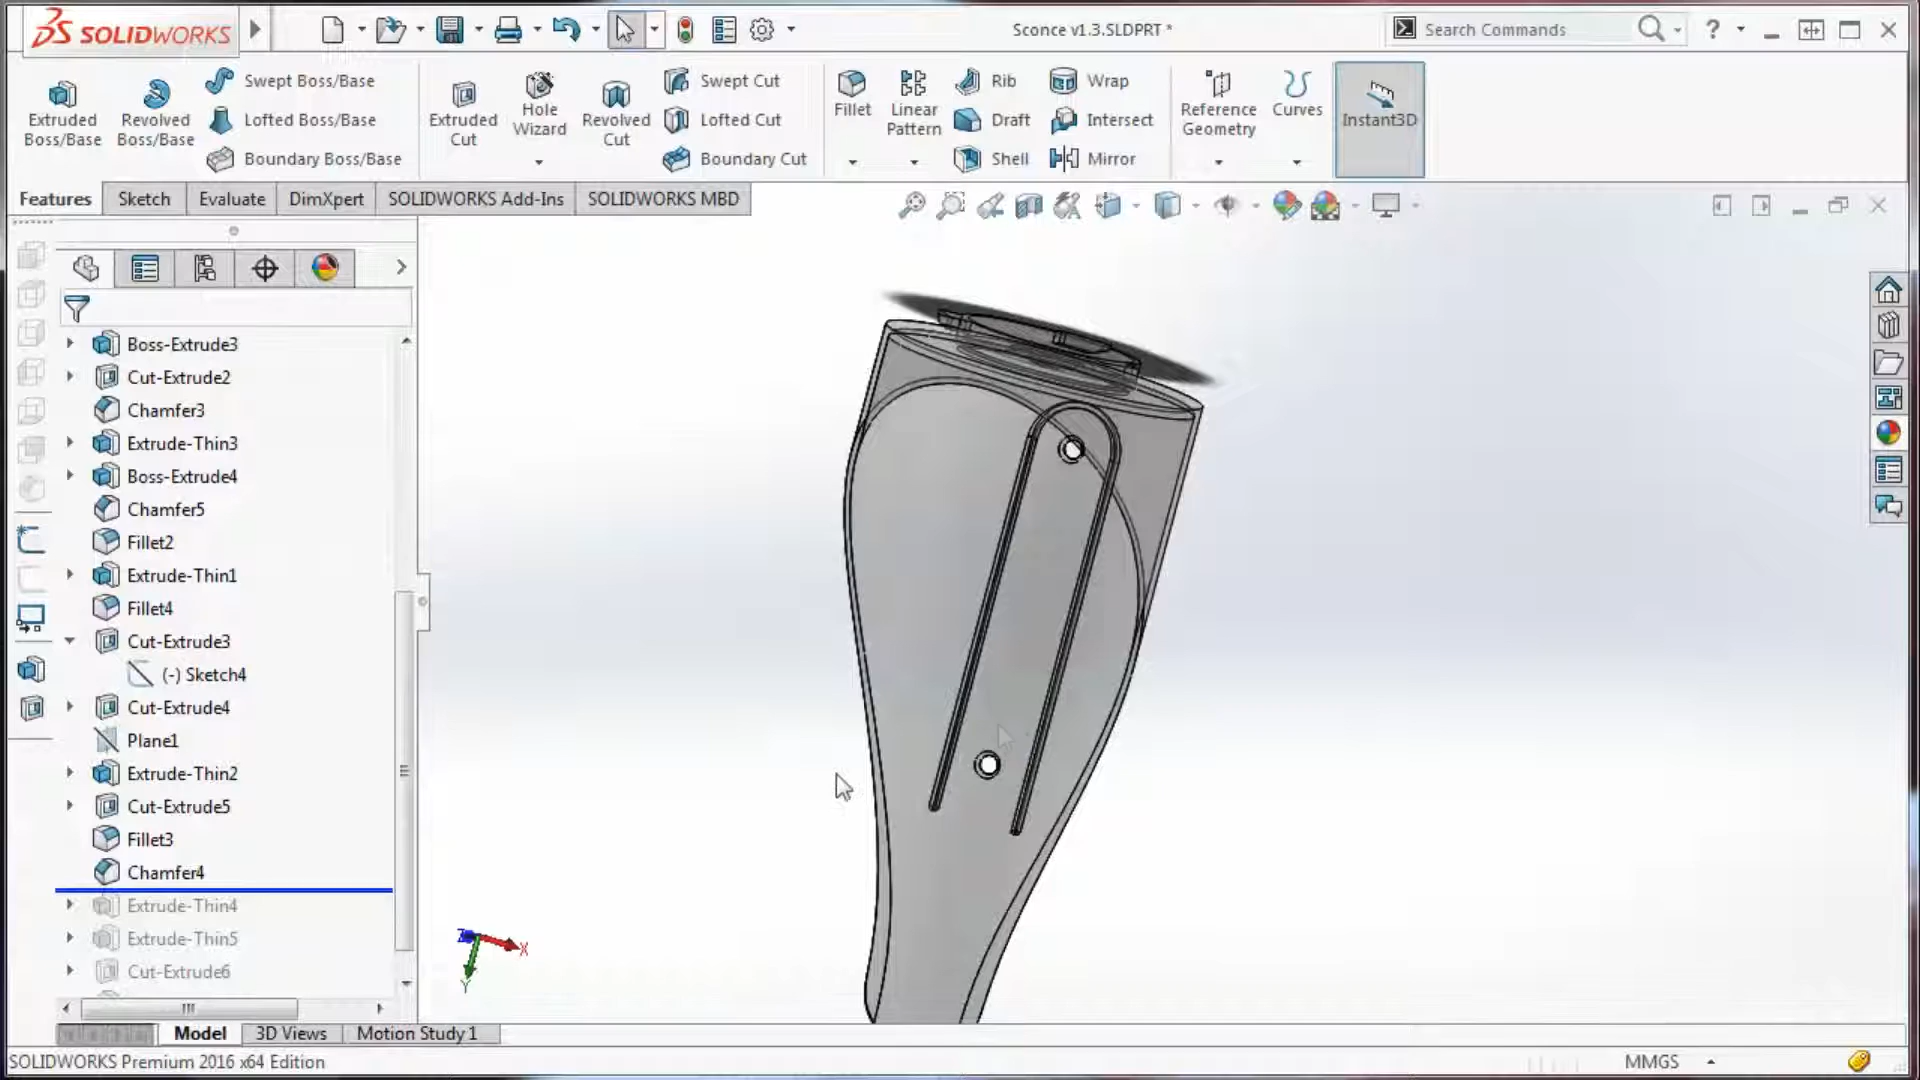 SOLIDWORKS
Sconce v1.3.SLDPRT *
Search Commands
?
Extruded Boss/Base
Revolved Boss/Base
Swept Boss/Base
Lofted Boss/Base
Boundary Boss/Base
Extruded Cut
Hole Wizard
Revolved Cut
Swept Cut
Lofted Cut
Boundary Cut
Fillet
Linear Pattern
Rib
Draft
Shell
Wrap
Intersect
Mirror
Reference Geometry
Curves
Instant3D
Features
Sketch
Evaluate
DimXpert
SOLIDWORKS Add-Ins
SOLIDWORKS MBD
Boss-Extrude3
Cut-Extrude2
Chamfer3
Extrude-Thin3
Boss-Extrude4
Chamfer5
Fillet2
Extrude-Thin1
Fillet4
Cut-Extrude3
(-) Sketch4
Cut-Extrude4
Plane1
Extrude-Thin2
Cut-Extrude5
Fillet3
Chamfer4
Extrude-Thin4
Extrude-Thin5
Cut-Extrude6
Z
X
Y
Model
3D Views
Motion Study 1
SOLIDWORKS Premium 2016 x64 Edition
MMGS